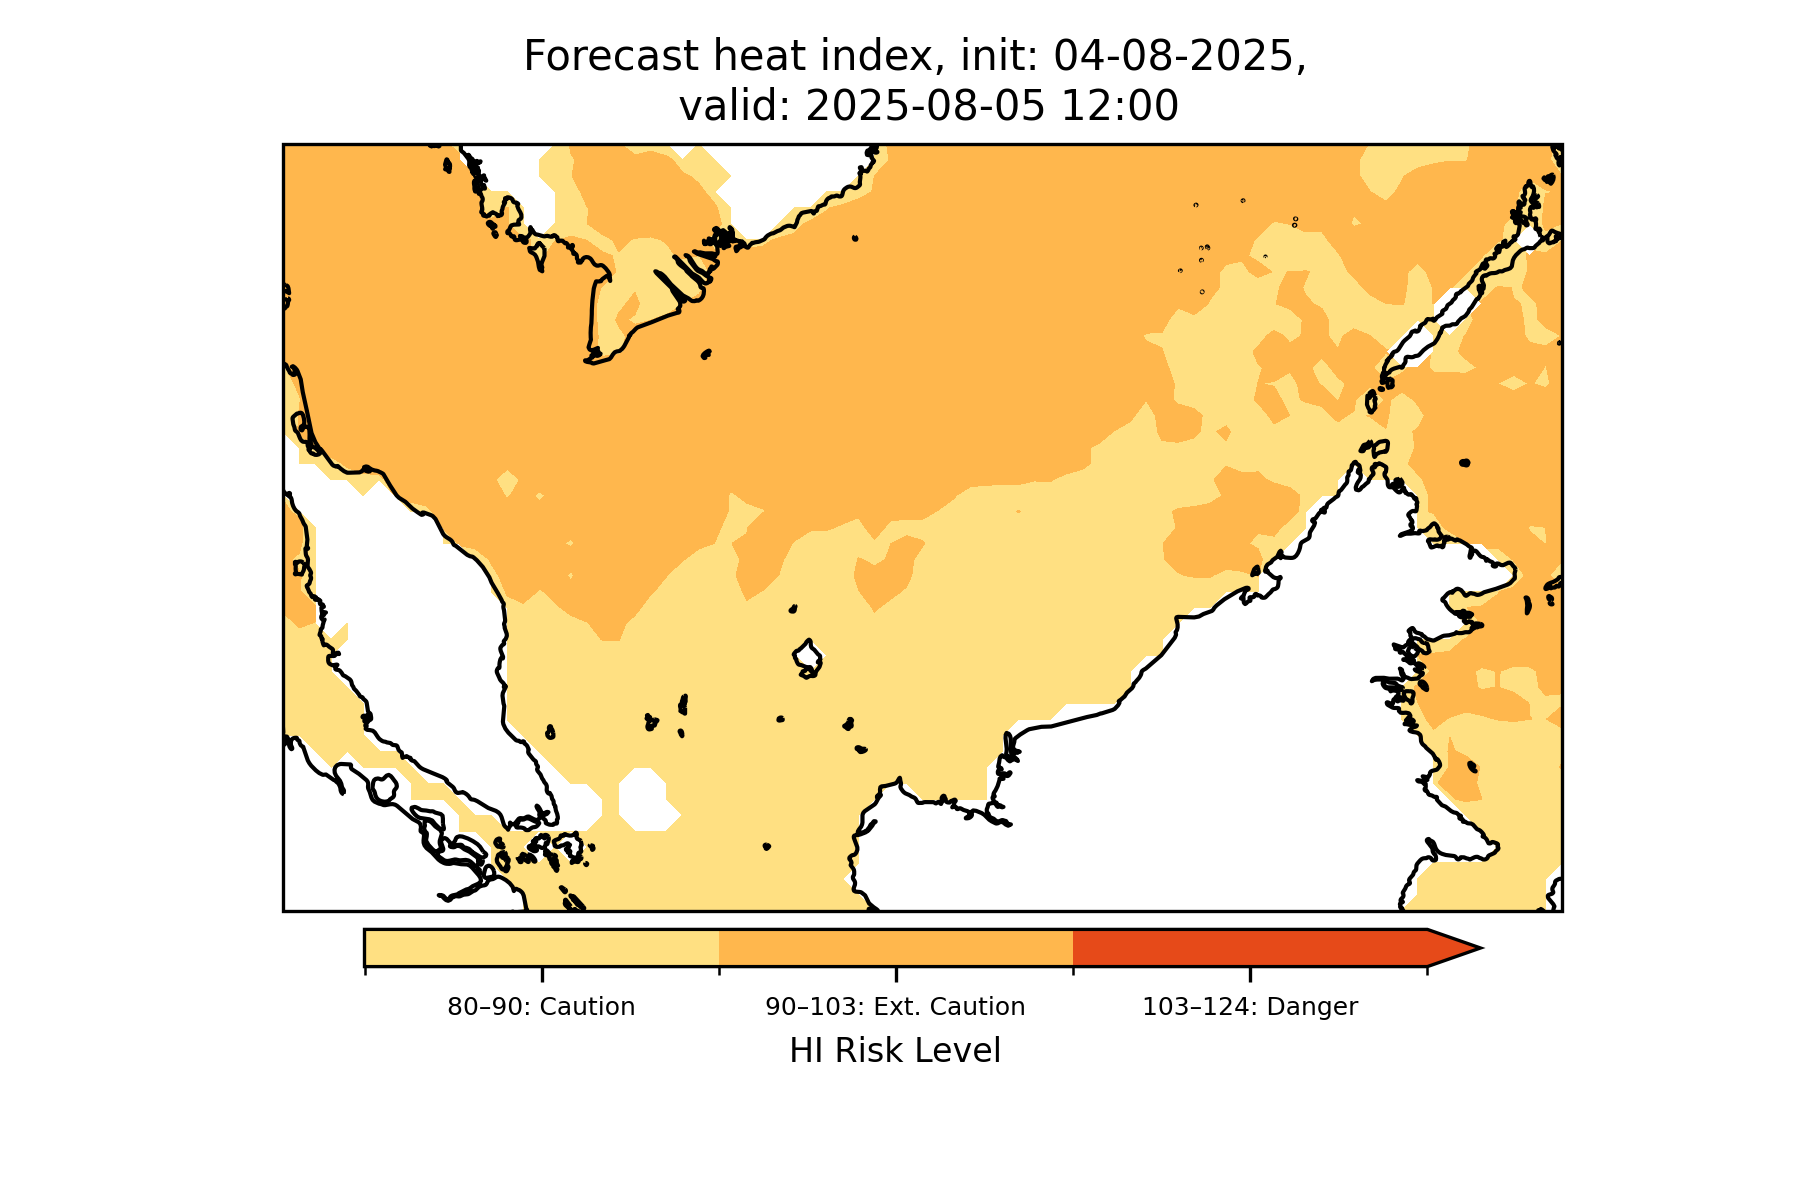 Forecast heat index, init: 04-08-2025,
valid: 2025-08-05 12:00
80–90: Caution
90–103: Ext. Caution
103–124: Danger
HI Risk Level